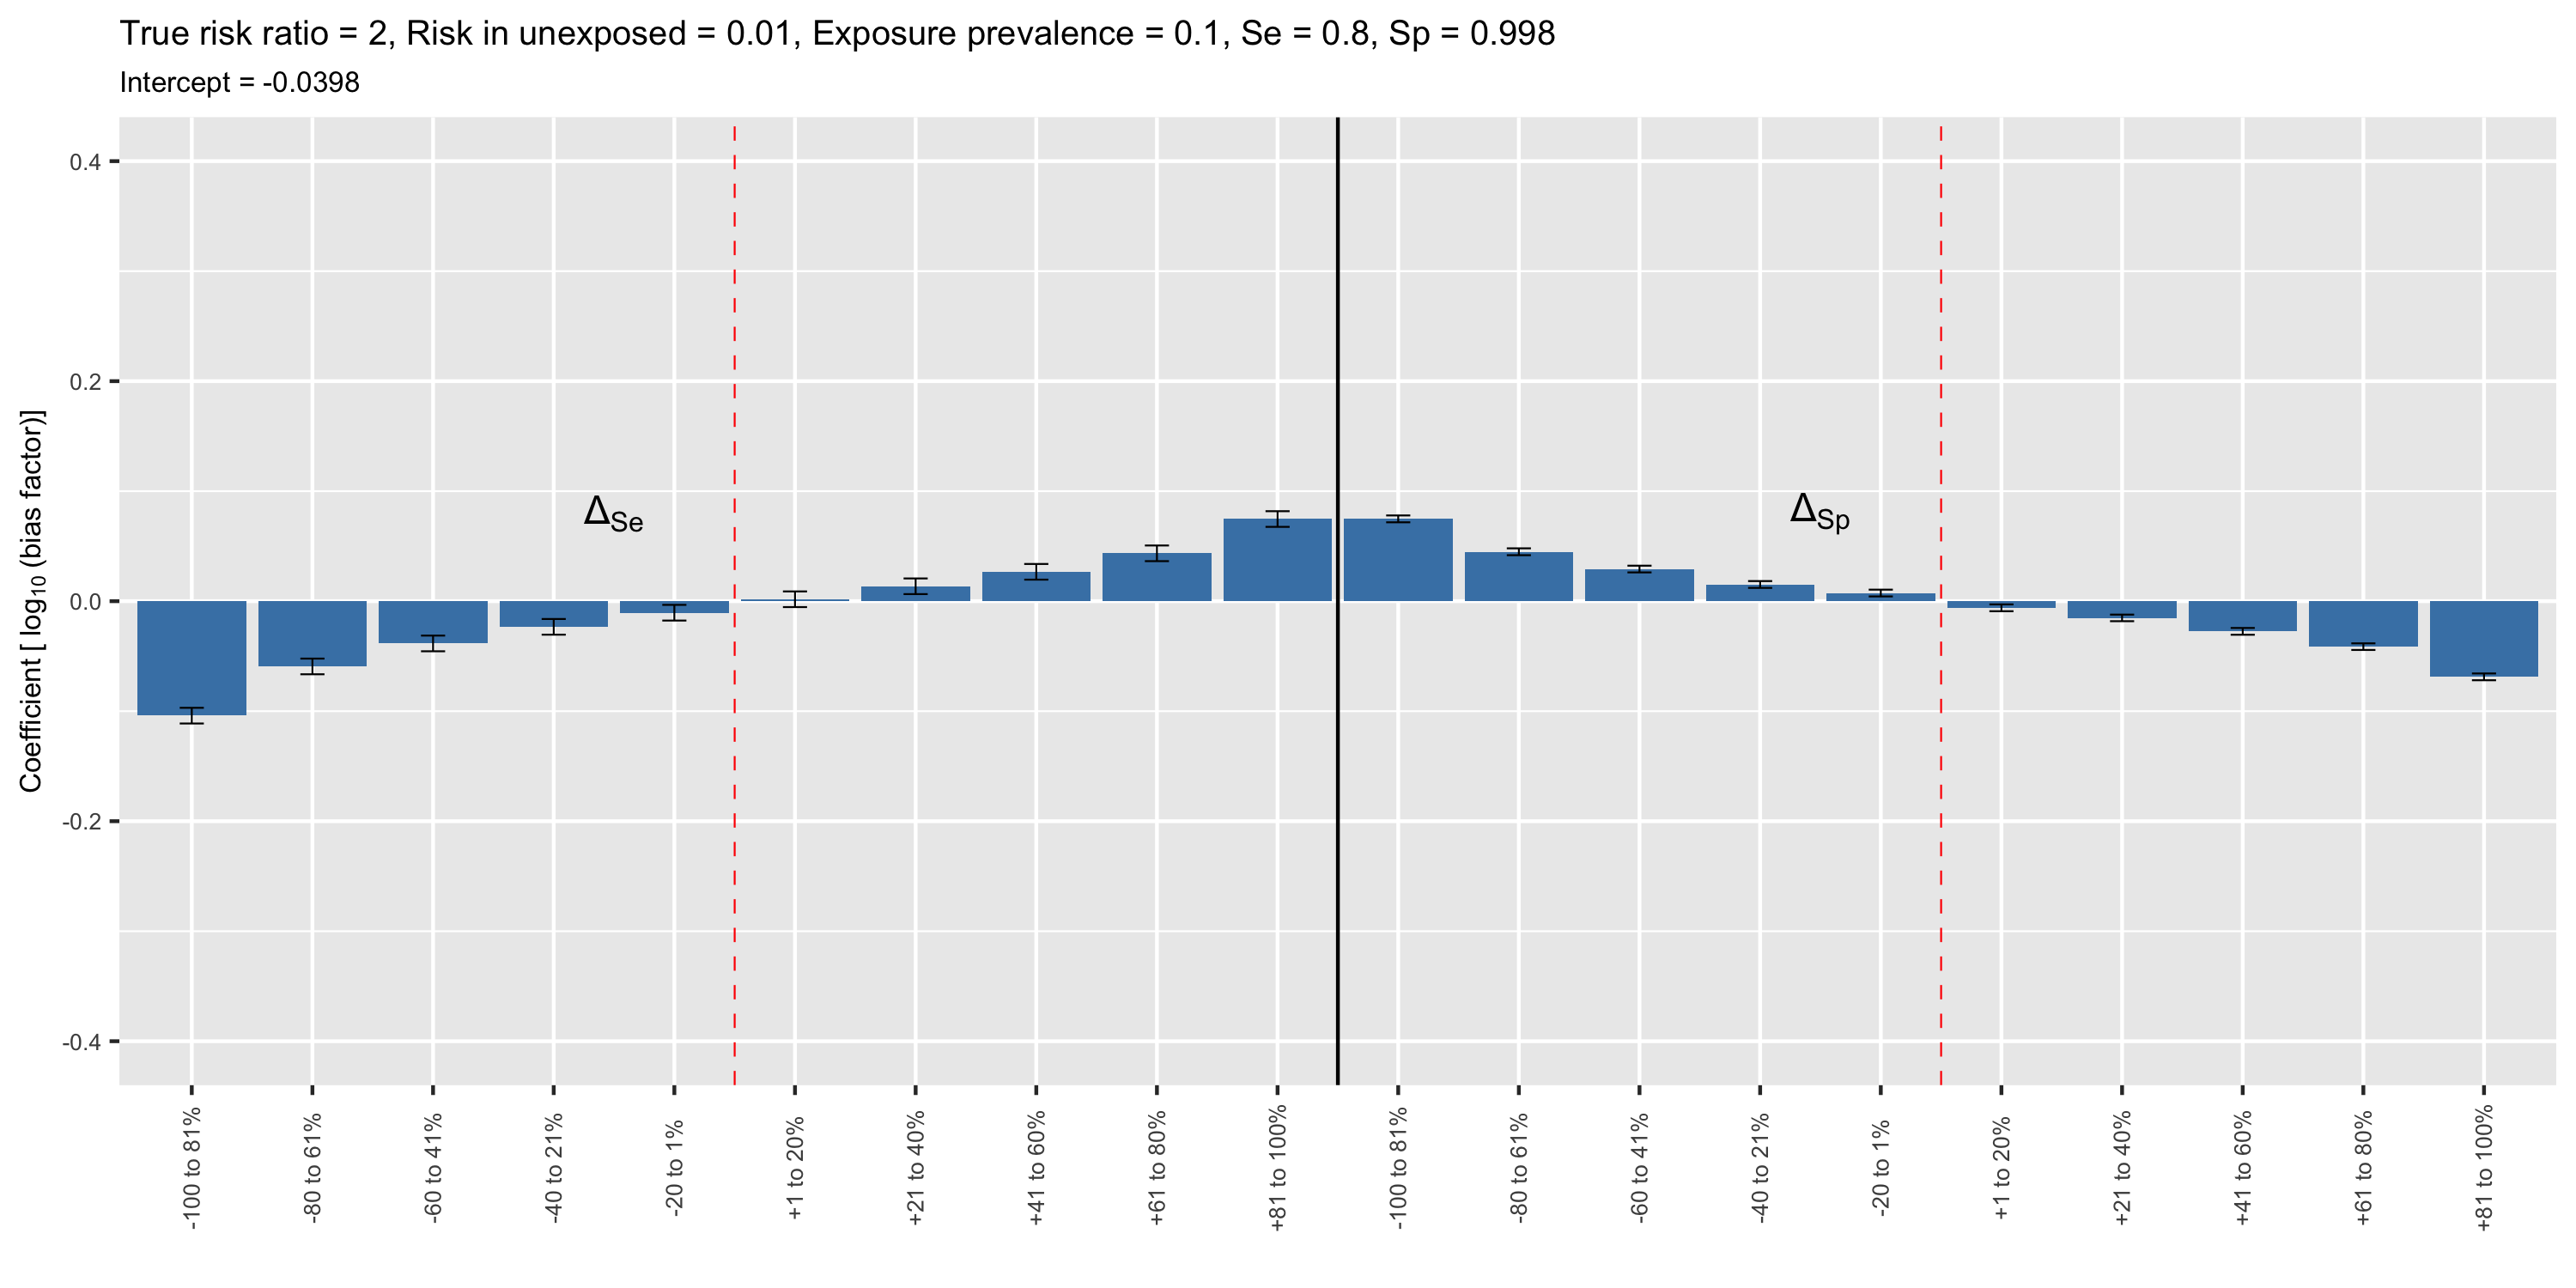 True risk ratio = 2, Risk in unexposed = 0.01, Exposure prevalence = 0.1, Se = 0.8, Sp = 0.998
Intercept = -0.0398
Coefficient [ log₁₀ (bias factor)]
0.4
0.2
0.0
-0.2
-0.4
Δ_Se
Δ_Sp
-100 to 81%
-80 to 61%
-60 to 41%
-40 to 21%
-20 to 1%
+1 to 20%
+21 to 40%
+41 to 60%
+61 to 80%
+81 to 100%
-100 to 81%
-80 to 61%
-60 to 41%
-40 to 21%
-20 to 1%
+1 to 20%
+21 to 40%
+41 to 60%
+61 to 80%
+81 to 100%